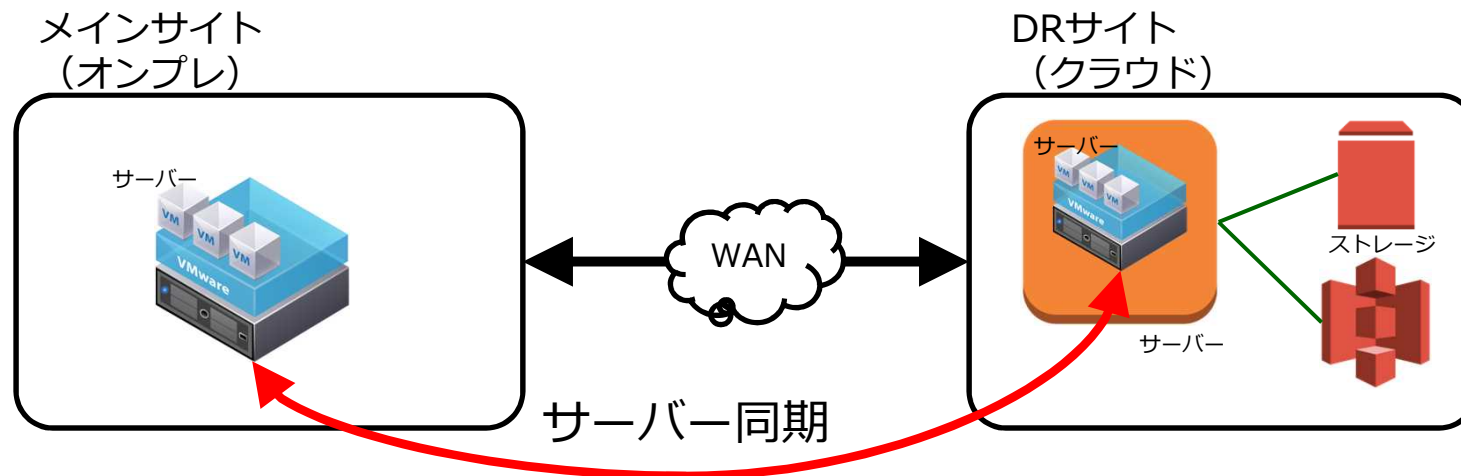 メインサイト
（オンプレ）
サーバー
VM
VM
VM
VMware
WAN
サーバー同期
DRサイト
（クラウド）
サーバー
VM
VM
VM
VMware
サーバー
ストレージ